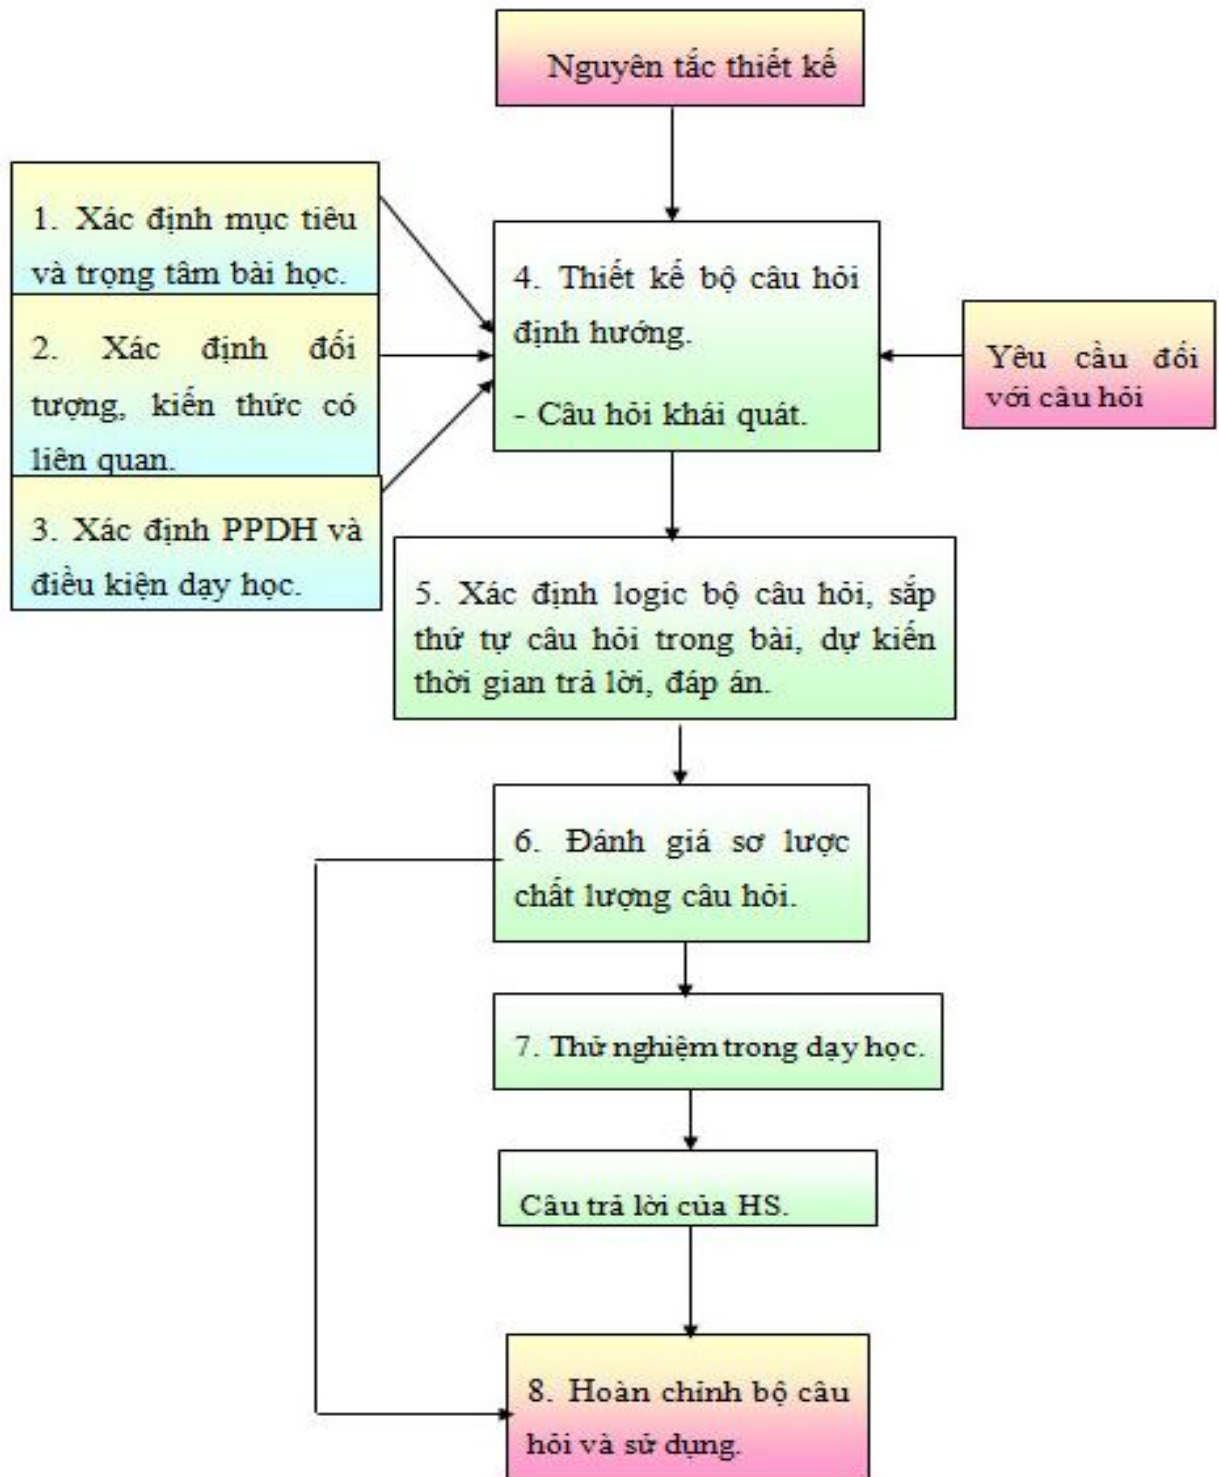 Nguyên tắc thiết kế
1. Xác định mục tiêu
và trọng tâm bài học.
2. Xác định đối
tượng, kiến thức có
liên quan.
3. Xác định PPDH và
điều kiện dạy học.
4. Thiết kế bộ câu hỏi
định hướng.
- Câu hỏi khái quát.
Yêu cầu đối
với câu hỏi
5. Xác định logic bộ câu hỏi, sắp
thứ tự câu hỏi trong bài, dự kiến
thời gian trả lời, đáp án.
6. Đánh giá sơ lược
chất lượng câu hỏi.
7. Thử nghiệm trong dạy học.
Câu trả lời của HS.
8. Hoàn chỉnh bộ câu
hỏi và sử dụng.